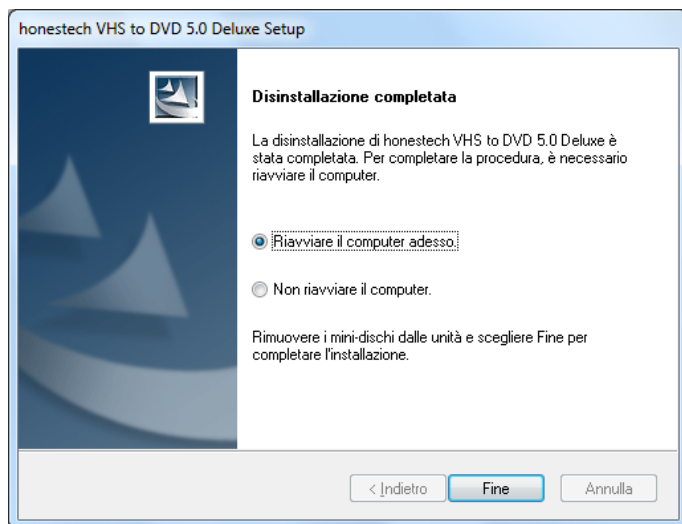 honestech VHS to DVD 5.0 Deluxe Setup
Disinstallazione completata
La disinstallazione di honestech VHS to DVD 5.0 Deluxe è
stata completata. Per completare la procedura, è necessario
riavviare il computer.
Riavviare il computer adesso.
Non riavviare il computer.
Rimuovere i mini-dischi dalle unità e scegliere Fine per
completare l'installazione.
< Indietro
Fine
Annulla